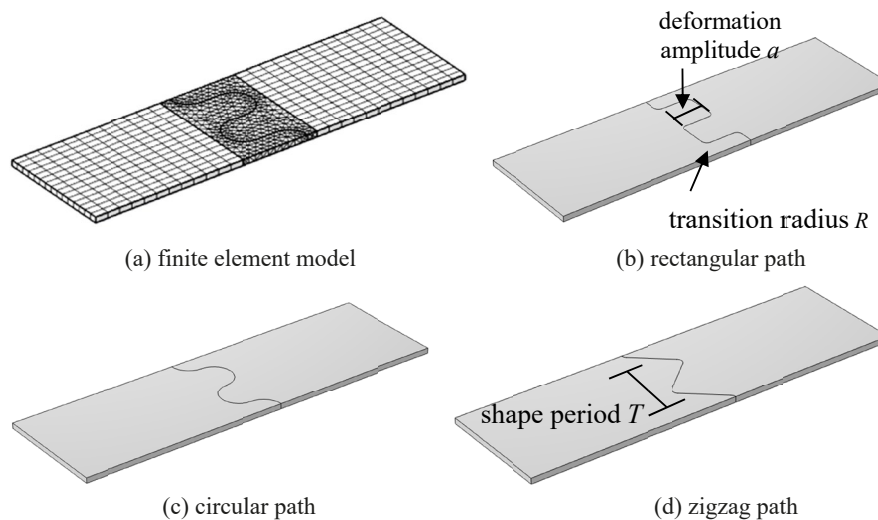 deformation
amplitude a
transition radius R
(a) finite element model
(b) rectangular path
shape period T
(c) circular path
(d) zigzag path